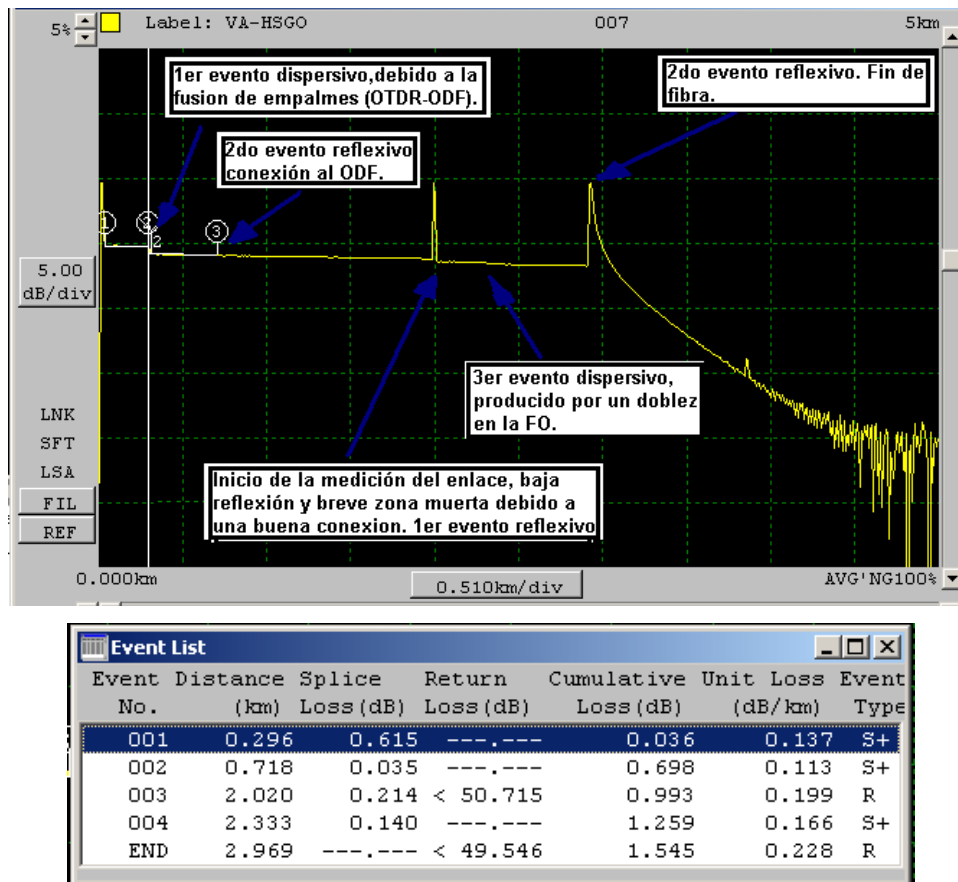 5% Label: VA-HSGO 007 5km
1er evento dispersivo,debido a la
fusion de empalmes (OTDR-ODF).
2do evento reflexivo. Fin de
fibra.
2do evento reflexivo
conexión al ODF.
1 2 3
2
5.00
dB/div
3er evento dispersivo,
producido por un doblez
en la FO.
LNK
SFT
LSA
FIL
REF
Inicio de la medición del enlace, baja
reflexión y breve zona muerta debido a
una buena conexion. 1er evento reflexivo
0.000km 0.510km/div AVG'NG100%
Event List
Event Distance Splice Return Cumulative Unit Loss Event
No. (km) Loss(dB) Loss(dB) Loss(dB) (dB/km) Type
001 0.296 0.615 ---.--- 0.036 0.137 S+
002 0.718 0.035 ---.--- 0.698 0.113 S+
003 2.020 0.214 < 50.715 0.993 0.199 R
004 2.333 0.140 ---.--- 1.259 0.166 S+
END 2.969 ---.--- < 49.546 1.545 0.228 R